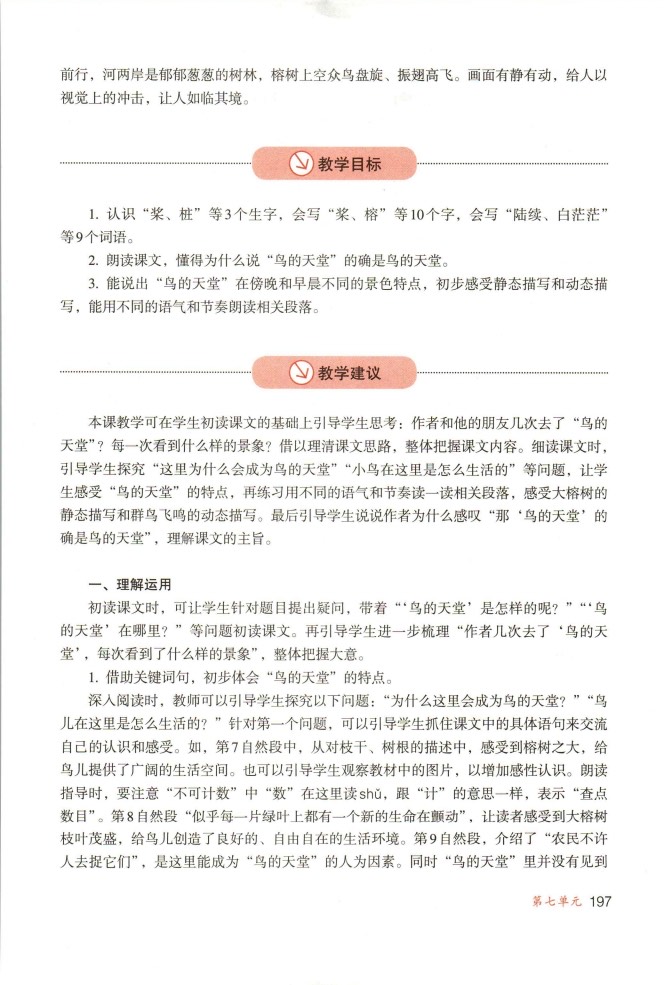 前行，河两岸是郁郁葱葱的树林，榕树上空众鸟盘旋、振翅高飞。画面有静有动，给人以
视觉上的冲击，让人如临其境。
教学目标
1. 认识“桨、桩”等3个生字，会写“桨、榕”等10个字，会写“陆续、白茫茫”
等9个词语。
2. 朗读课文，懂得为什么说“鸟的天堂”的确是鸟的天堂。
3. 能说出“鸟的天堂”在傍晚和早晨不同的景色特点，初步感受静态描写和动态描
写，能用不同的语气和节奏朗读相关段落。
教学建议
本课教学可在学生初读课文的基础上引导学生思考：作者和他的朋友几次去了“鸟的
天堂”？每一次看到什么样的景象？借以理清课文思路，整体把握课文内容。细读课文时，
引导学生探究“这里为什么会成为鸟的天堂”“小鸟在这里是怎么生活的”等问题，让学
生感受“鸟的天堂”的特点，再练习用不同的语气和节奏读一读相关段落，感受大榕树的
静态描写和群鸟飞鸣的动态描写。最后引导学生说说作者为什么感叹“那‘鸟的天堂’的
确是鸟的天堂”，理解课文的主旨。
一、理解运用
初读课文时，可让学生针对题目提出疑问，带着“‘鸟的天堂’是怎样的呢？”“‘鸟
的天堂’在哪里？”等问题初读课文。再引导学生进一步梳理“作者几次去了‘鸟的天
堂’，每次看到了什么样的景象”，整体把握大意。
1. 借助关键词句，初步体会“鸟的天堂”的特点。
深入阅读时，教师可以引导学生探究以下问题：“为什么这里会成为鸟的天堂？”“鸟
儿在这里是怎么生活的？”针对第一个问题，可以引导学生抓住课文中的具体语句来交流
自己的认识和感受。如，第7自然段中，从对枝干、树根的描述中，感受到榕树之大，给
鸟儿提供了广阔的生活空间。也可以引导学生观察教材中的图片，以增加感性认识。朗读
指导时，要注意“不可计数”中“数”在这里读shǔ，跟“计”的意思一样，表示“查点
数目”。第8自然段“似乎每一片绿叶上都有一个新的生命在颤动”，让读者感受到大榕树
枝叶茂盛，给鸟儿创造了良好的、自由自在的生活环境。第9自然段，介绍了“农民不许
人去捉它们”，是这里能成为“鸟的天堂”的人为因素。同时“鸟的天堂”里并没有见到
第七单元 197